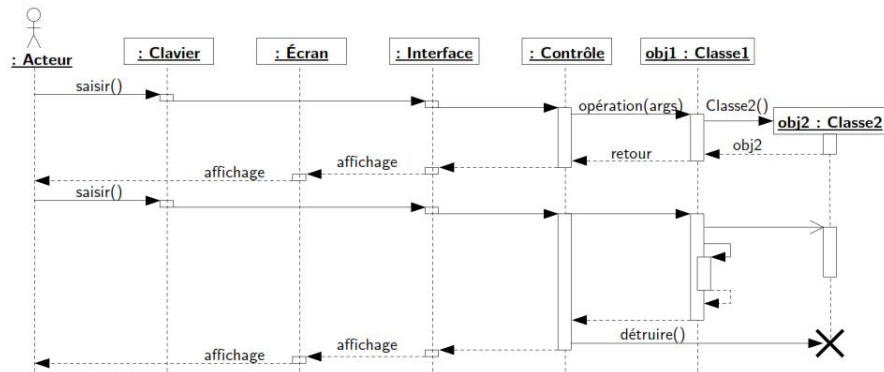 : Acteur
: Clavier
: Écran
: Interface
: Contrôle
obj1 : Classe1
saisir()
opération(args)
Classe2()
obj2 : Classe2
obj2
retour
affichage
affichage
saisir()
détruire()
affichage
affichage